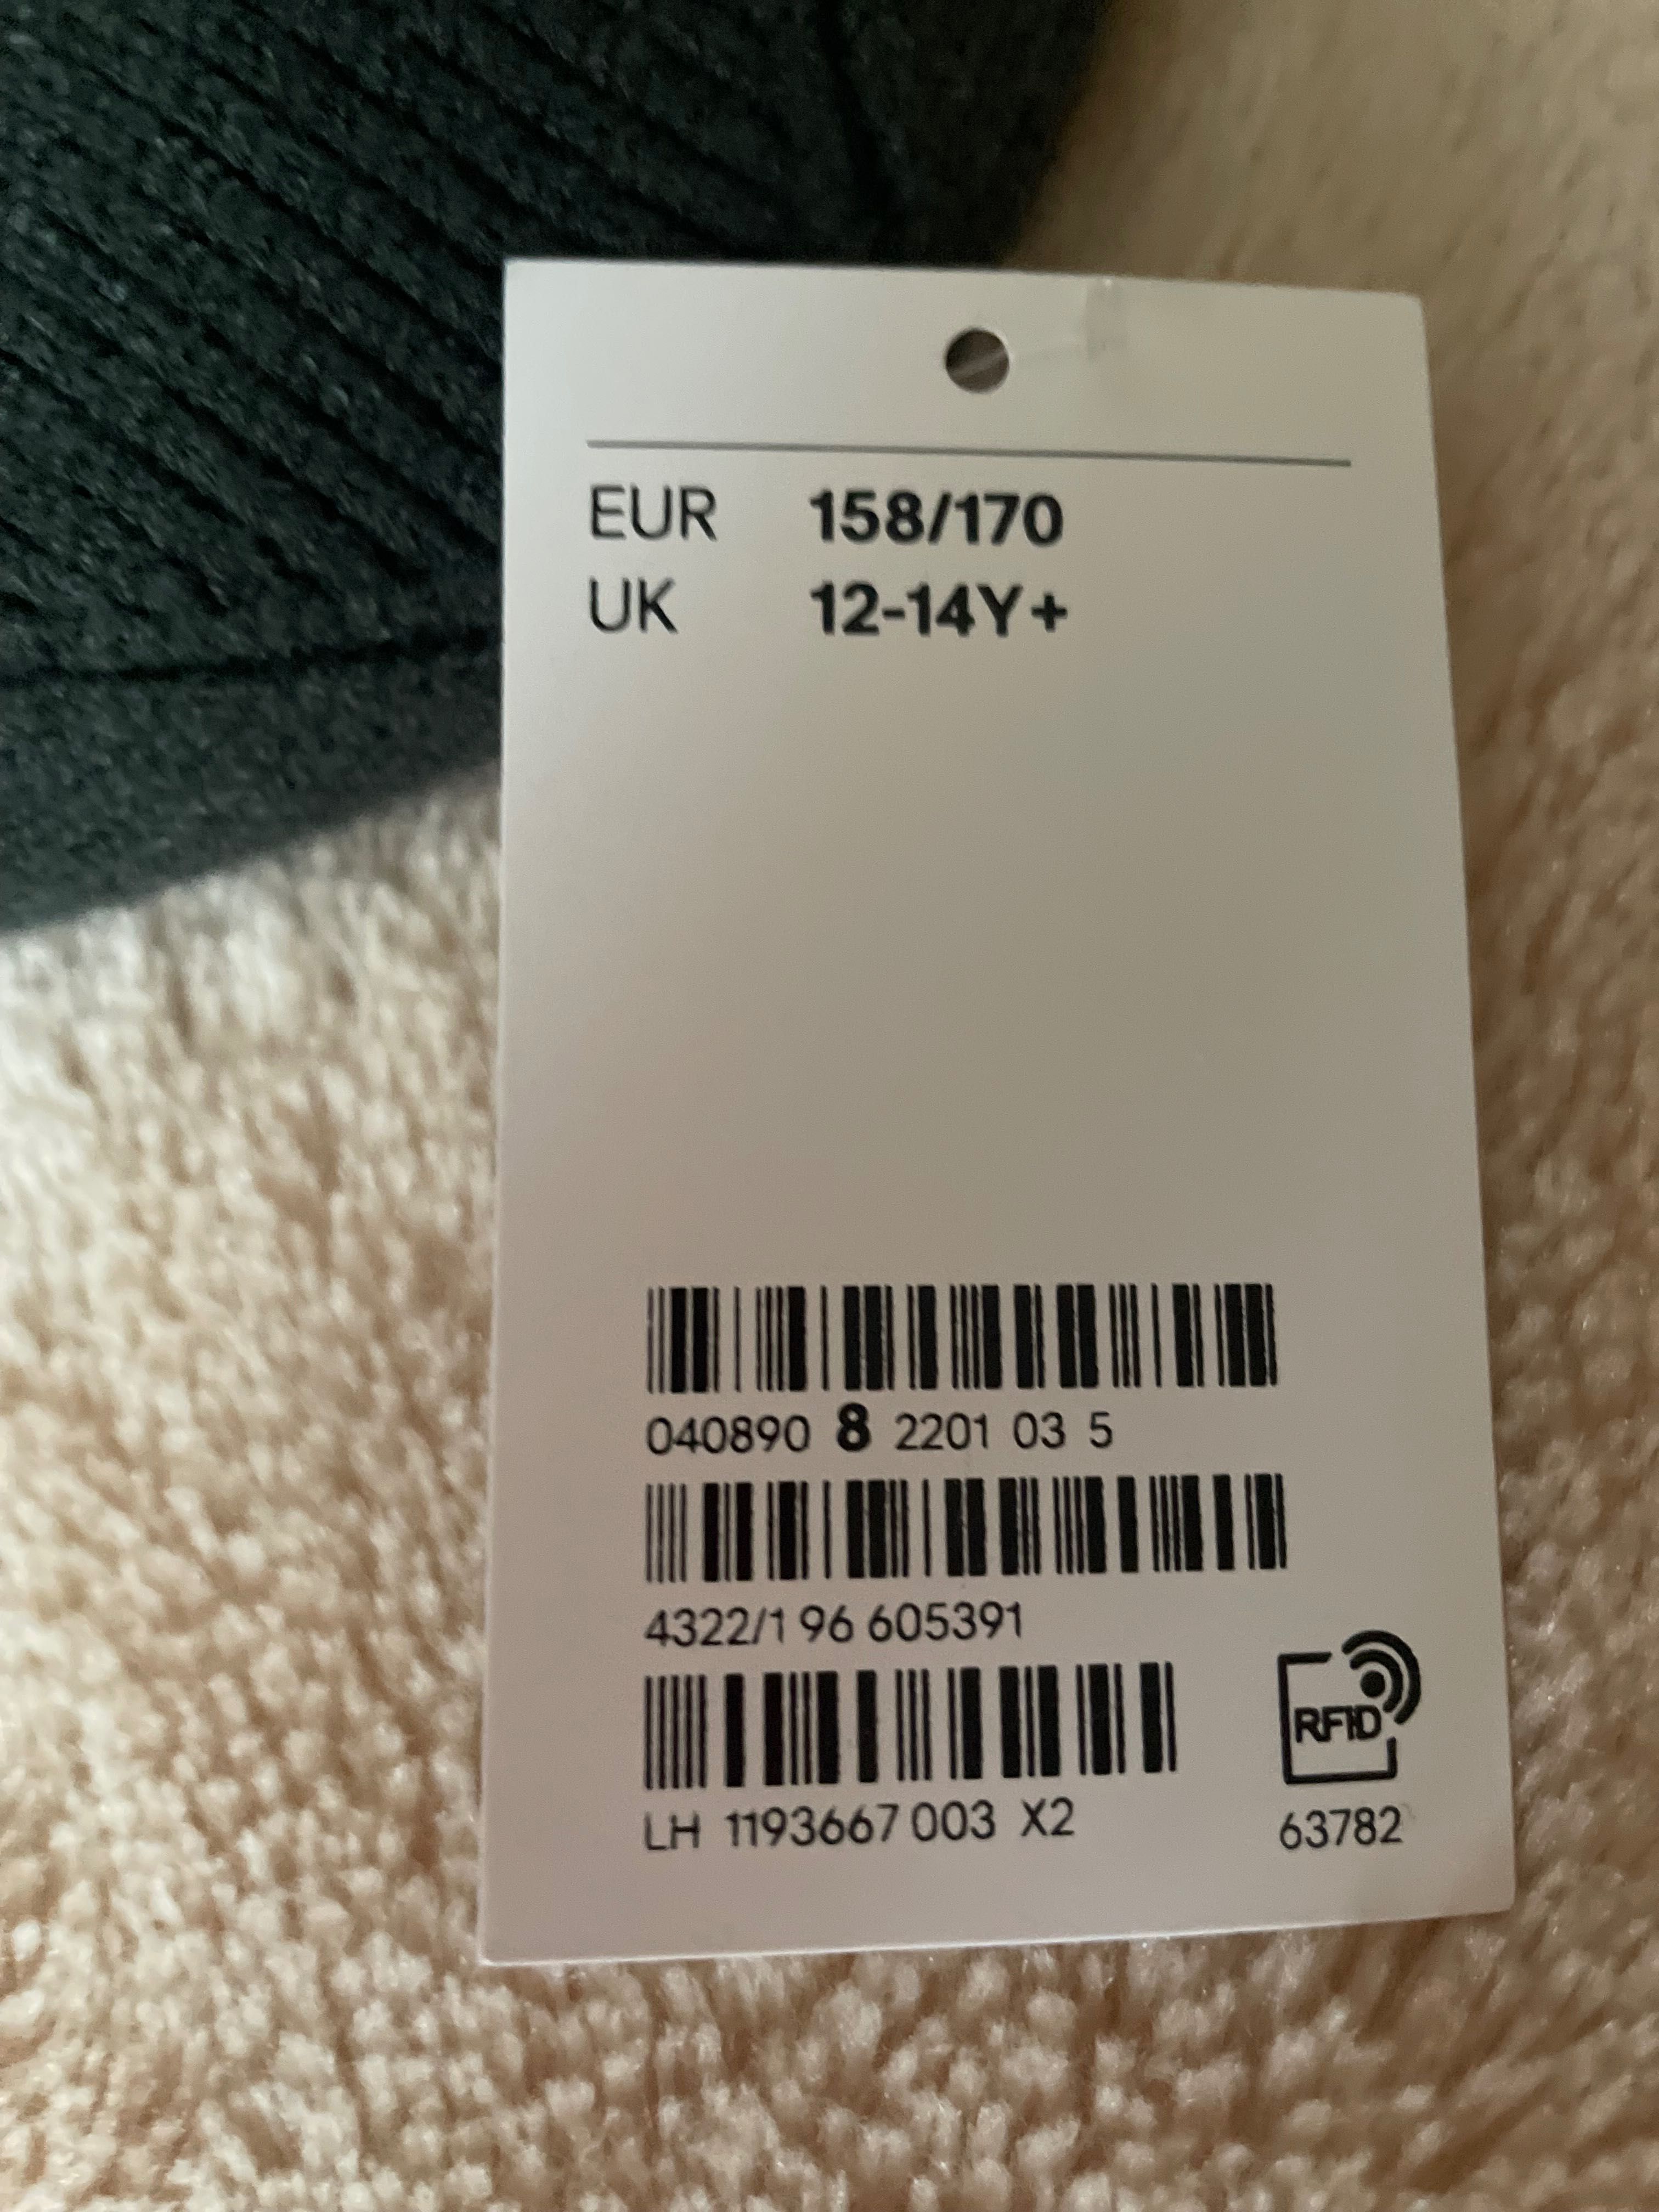 EUR 158/170
UK 12-14Y+
040890 8 2201 03 5
4322/1 96 605391
RFID
LH 1193667 003 X2
63782